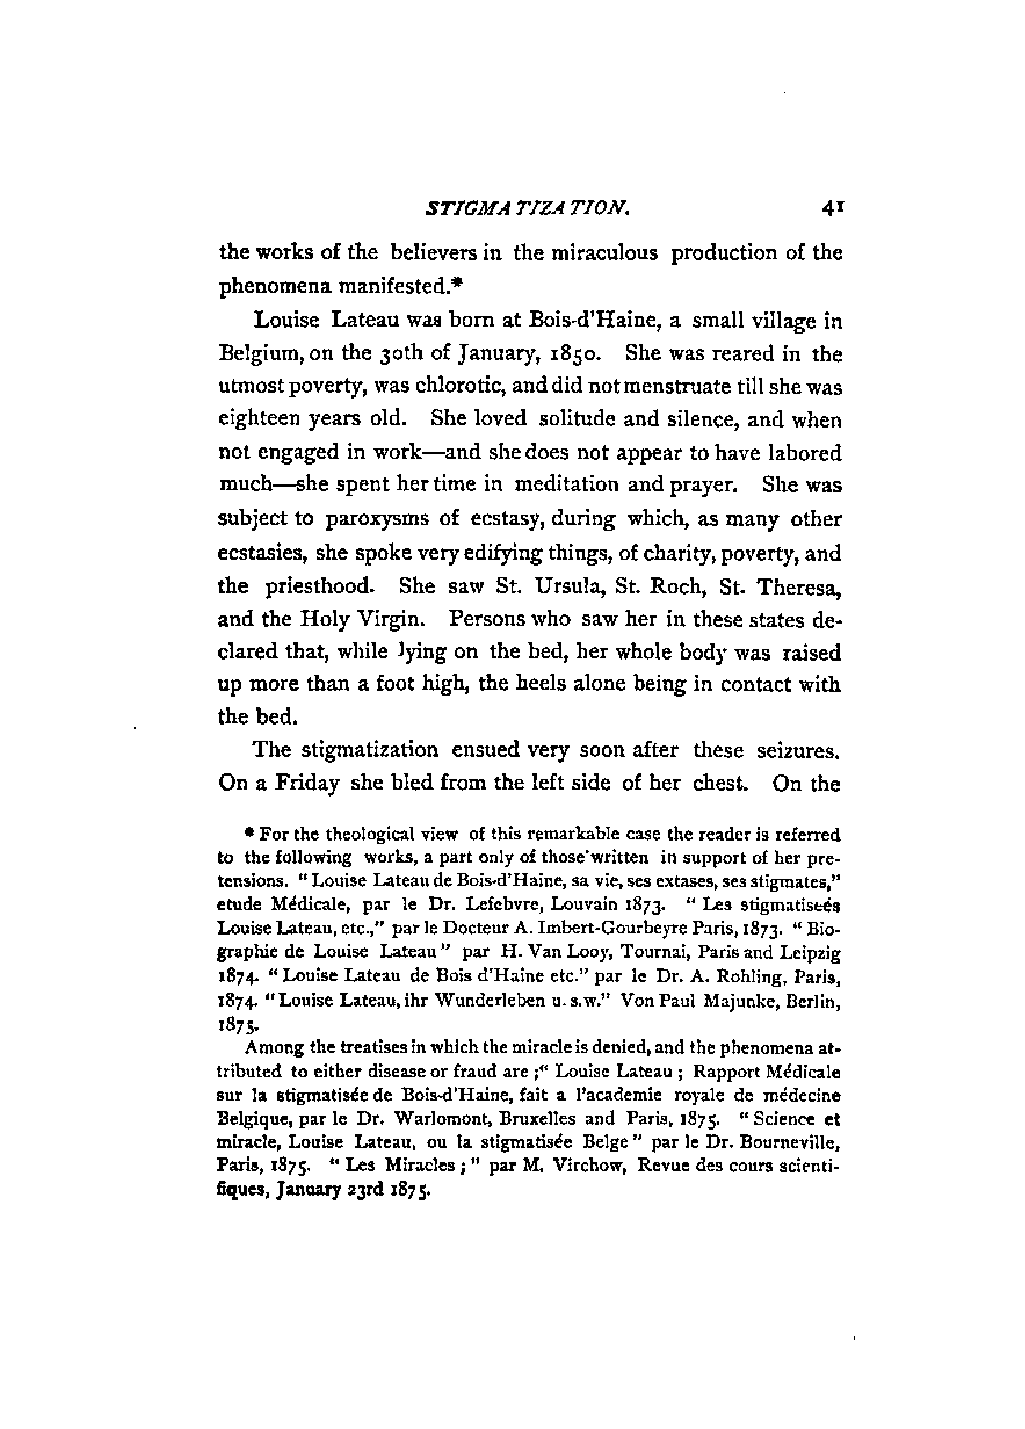 STIGMATIZATION. 41
the works of the believers in the miraculous production of the
phenomena manifested.*
Louise Lateau was born at Bois-d'Haine, a small village in
Belgium, on the 30th of January, 1850. She was reared in the
utmost poverty, was chlorotic, and did not menstruate till she was
eighteen years old. She loved solitude and silence, and when
not engaged in work—and she does not appear to have labored
much—she spent her time in meditation and prayer. She was
subject to paroxysms of ecstasy, during which, as many other
ecstasies, she spoke very edifying things, of charity, poverty, and
the priesthood. She saw St. Ursula, St. Roch, St. Theresa,
and the Holy Virgin. Persons who saw her in these states de-
clared that, while lying on the bed, her whole body was raised
up more than a foot high, the heels alone being in contact with
the bed.
The stigmatization ensued very soon after these seizures.
On a Friday she bled from the left side of her chest. On the
* For the theological view of this remarkable case the reader is referred
to the following works, a part only of those written in support of her pre-
tensions. "Louise Lateau de Bois-d'Haine, sa vie, ses extases, ses stigmates,"
etude Médicale, par le Dr. Lefebvre, Louvain 1873. "Les stigmatiseés
Louise Lateau, etc.," par le Docteur A. Imbert-Gourbeyre Paris, 1873. "Bio-
graphie de Louise Lateau" par H. Van Looy, Tournai, Paris and Leipzig
1874. "Louise Lateau de Bois d'Haine etc." par le Dr. A. Rohling, Paris,
1874. "Louise Lateau, ihr Wunderleben u. s.w." Von Paul Majunke, Berlin,
1875.
Among the treatises in which the miracle is denied, and the phenomena at-
tributed to either disease or fraud are ;" Louise Lateau ; Rapport Médicale
sur la stigmatisée de Bois-d'Haine, fait a l'academie royale de médecine
Belgique, par le Dr. Warlomont, Bruxelles and Paris, 1875. "Science et
miracle, Louise Lateau, ou la stigmatisée Belge" par le Dr. Bourneville,
Paris, 1875. "Les Miracles ;" par M. Virchow, Revue des cours scienti-
fiques, January 23rd 1875.